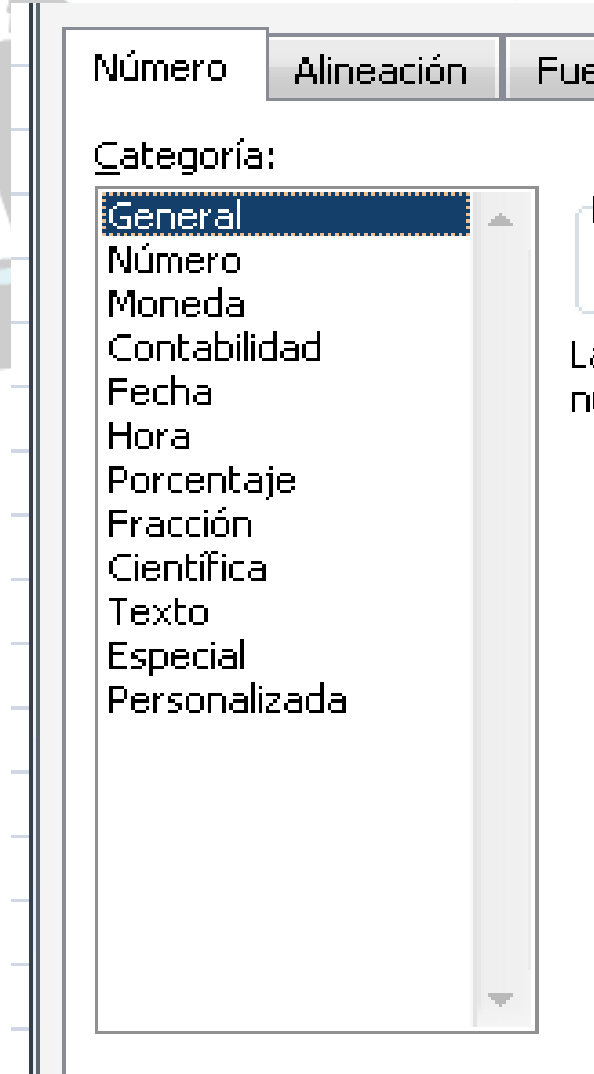 Número Alineación
Categoría:
General
Número
Moneda
Contabilidad
Fecha
Hora
Porcentaje
Fracción
Científica
Texto
Especial
Personalizada